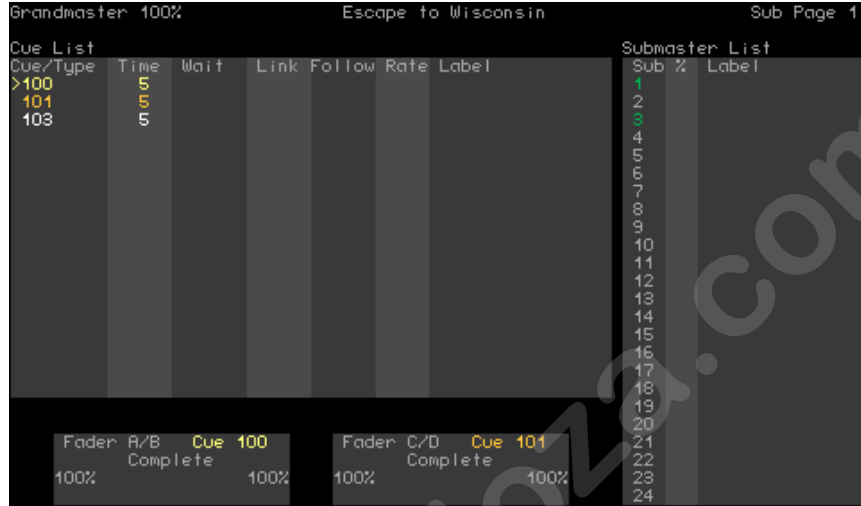 Grandmaster 100% Escape to Wisconsin Sub Page 1
Cue List Submaster List
Cue/Type Time Wait Link Follow Rate Label Sub % Label
>100 5 1
101 5 2
103 5 3
4
5
6
7
8
9
10
11
12
13
14
15
16
17
18
19
20
Fader A/B Cue 100 Fader C/D Cue 101 21
Complete Complete 22
100% 100% 100% 100% 23
24
oza.com